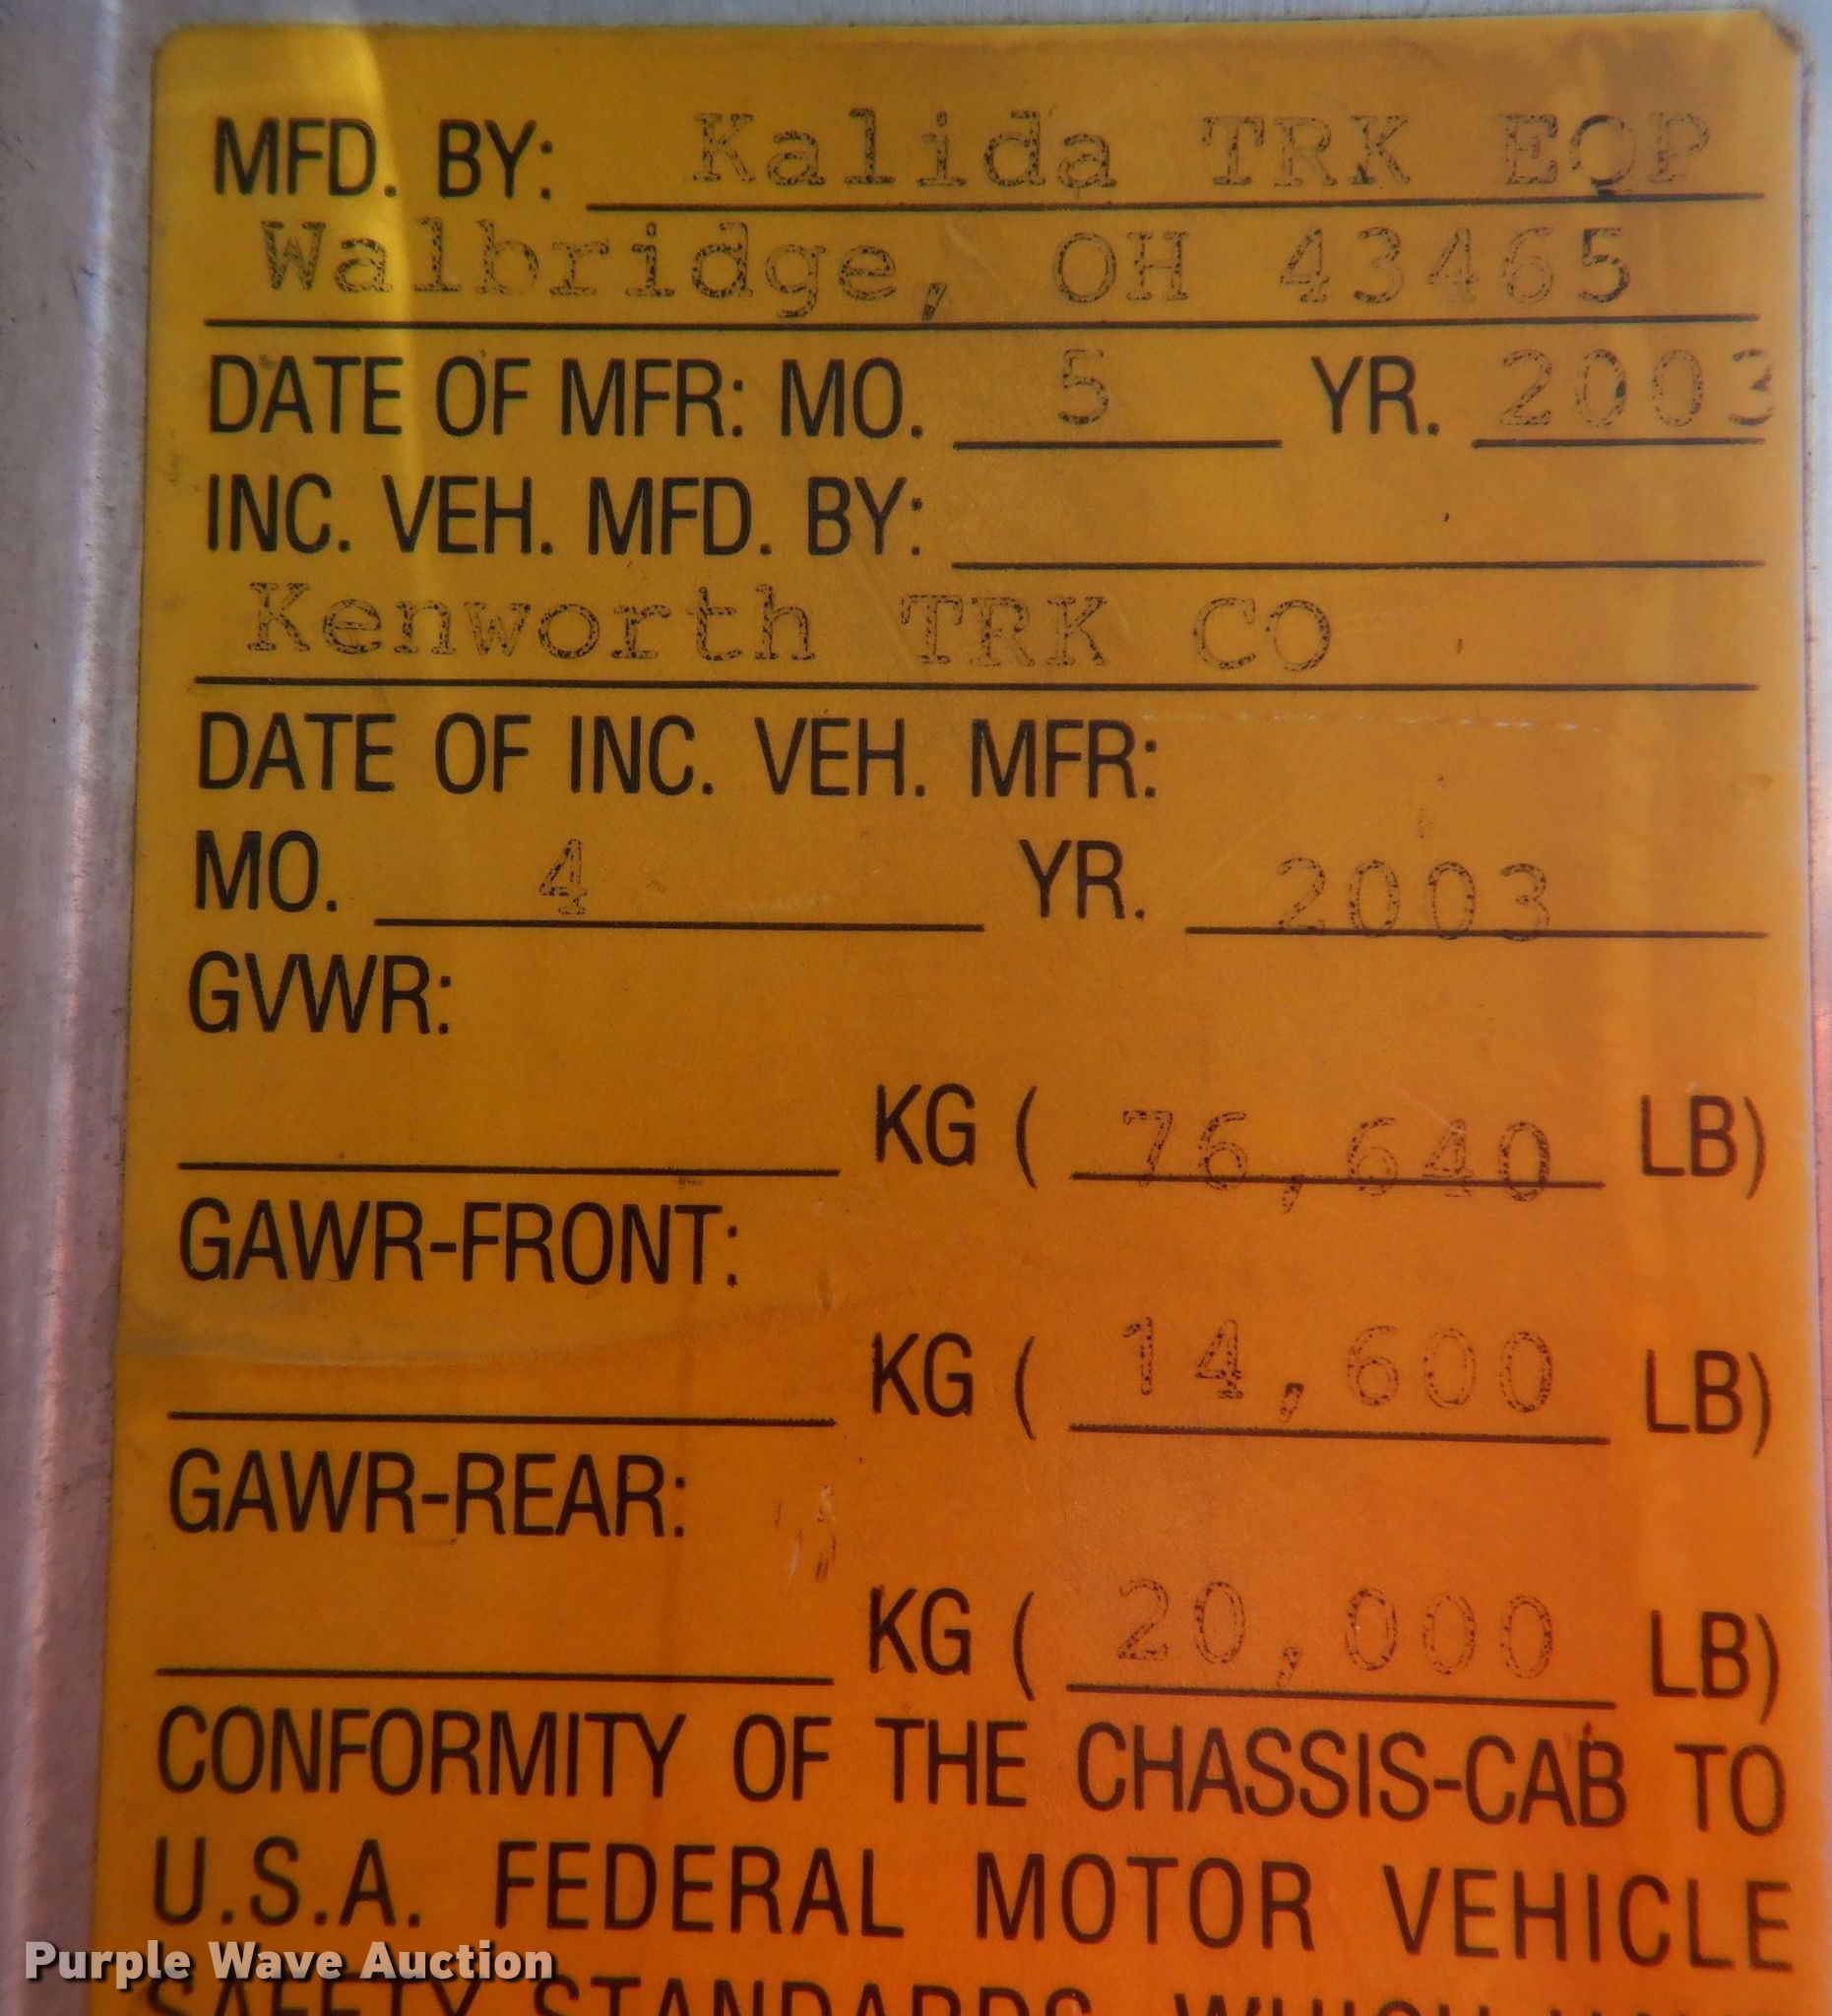 MFD. BY: Kalida TRK EQP
Walbridge, OH 43465
DATE OF MFR: MO. 5 YR. 2003
INC. VEH. MFD. BY:
Kenworth TRK CO
DATE OF INC. VEH. MFR:
MO. 4 YR. 2003
GVWR:
KG ( 76,640 LB)
GAWR-FRONT:
KG ( 14,600 LB)
GAWR-REAR:
KG ( 20,000 LB)
CONFORMITY OF THE CHASSIS-CAB TO
U.S.A. FEDERAL MOTOR VEHICLE
SAFETY STANDARDS, WHICH
Purple Wave Auction